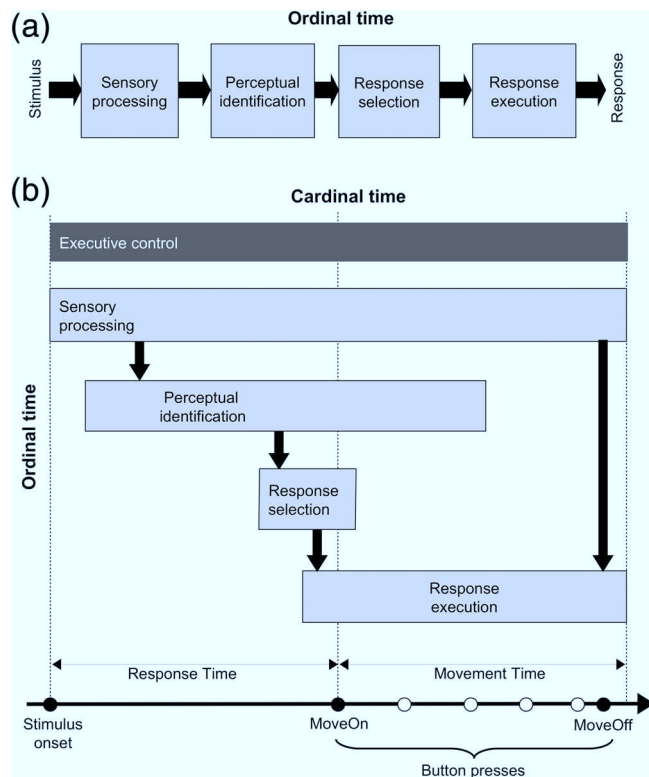 (a)
Ordinal time
Stimulus
Sensory
processing
Perceptual
identification
Response
selection
Response
execution
Response
(b)
Cardinal time
Ordinal time
Executive control
Sensory
processing
Perceptual
identification
Response
selection
Response
execution
Response Time
Movement Time
Stimulus
onset
MoveOn
MoveOff
Button presses